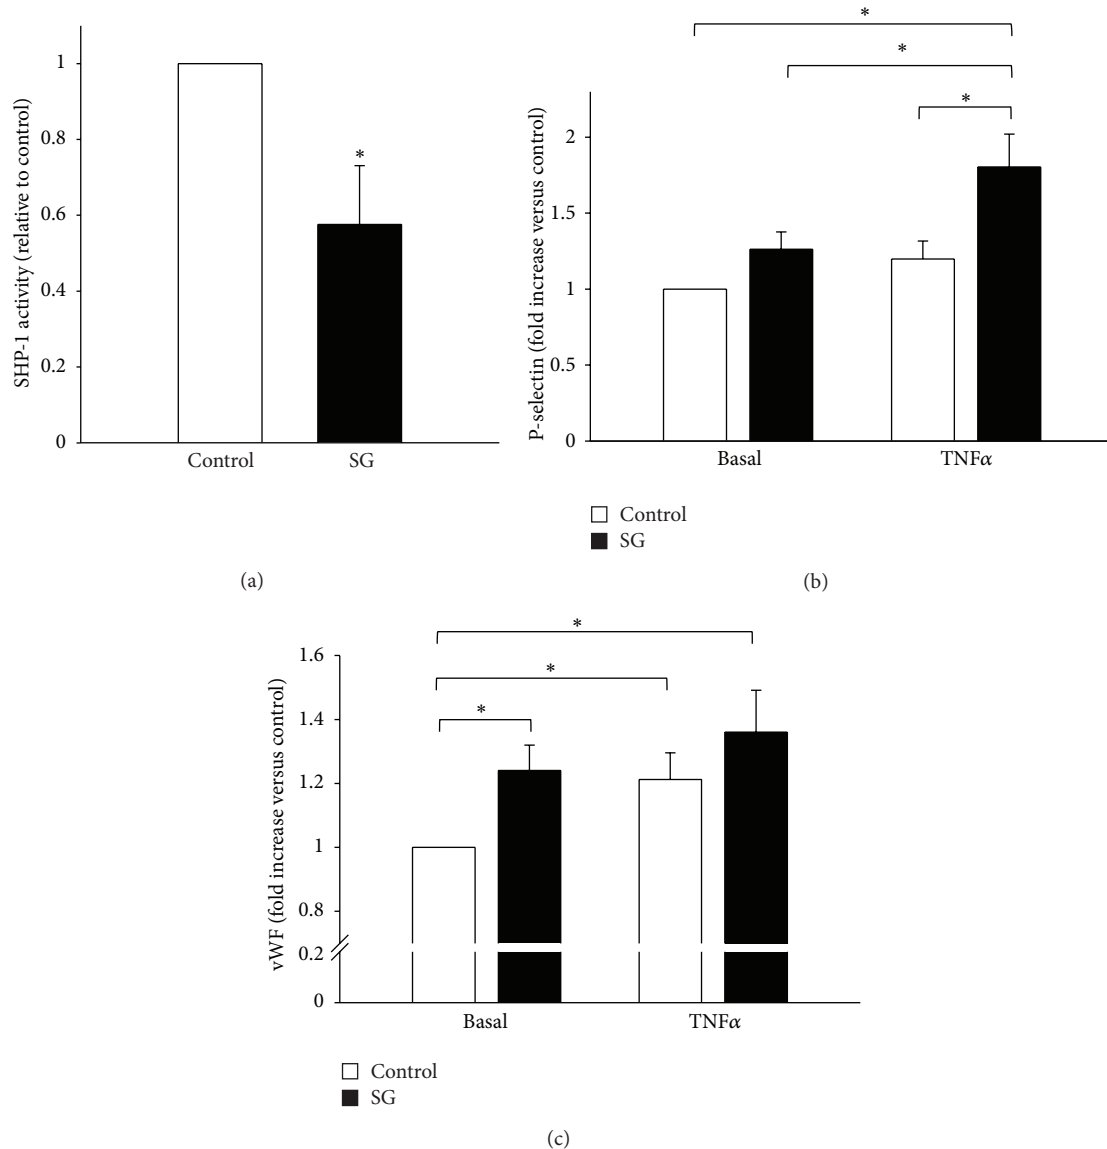 SHP-1 activity (relative to control)
1
0.8
0.6
0.4
0.2
0
*
Control SG
(a)
P-selectin (fold increase versus control)
2
1.5
1
0.5
0
*
*
*
Basal TNFα
Control
SG
(b)
vWF (fold increase versus control)
1.6
1.4
1.2
1
0.8
0.2
0
*
*
*
Basal TNFα
Control
SG
(c)